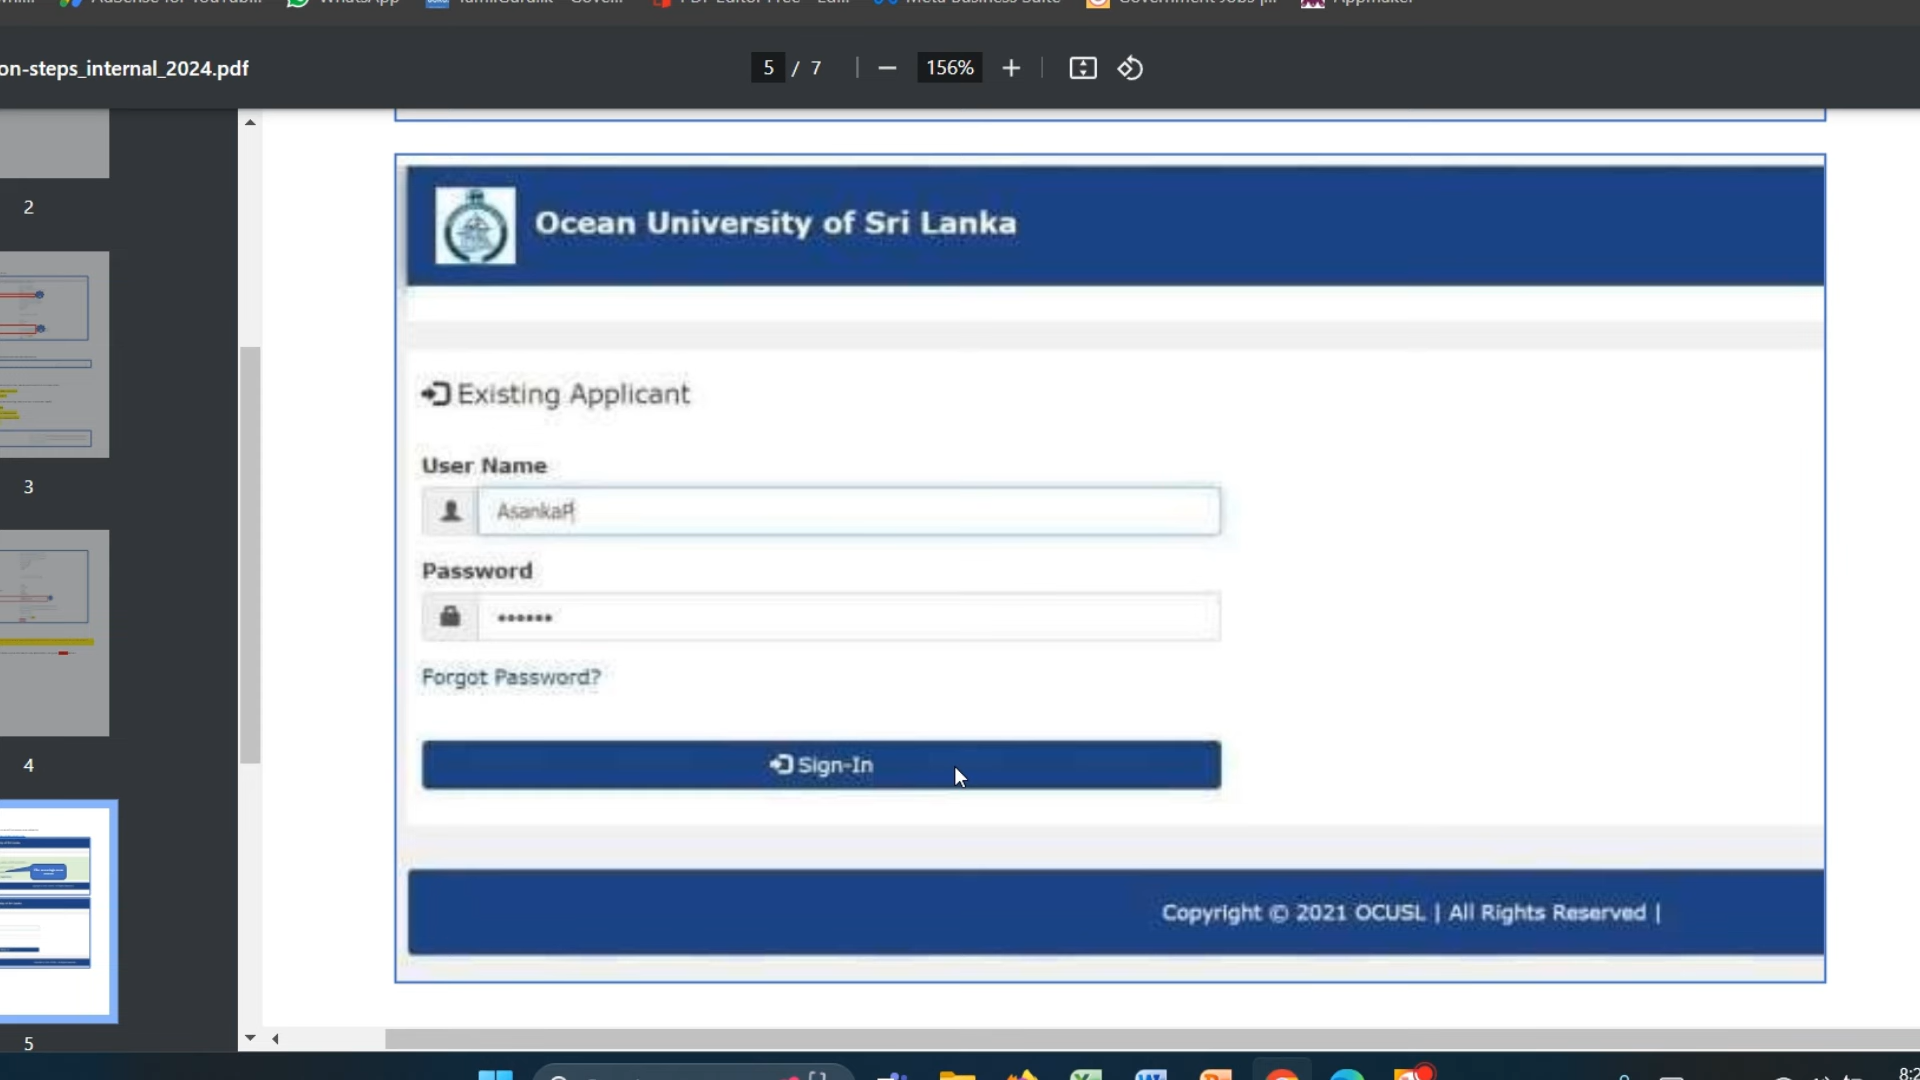 on-steps_internal_2024.pdf
5 / 7
156%
Ocean University of Sri Lanka
Existing Applicant
User Name
AsankaP
Password
••••••
Forgot Password?
Sign-In
Copyright © 2021 OCUSL | All Rights Reserved |
2
3
4
5